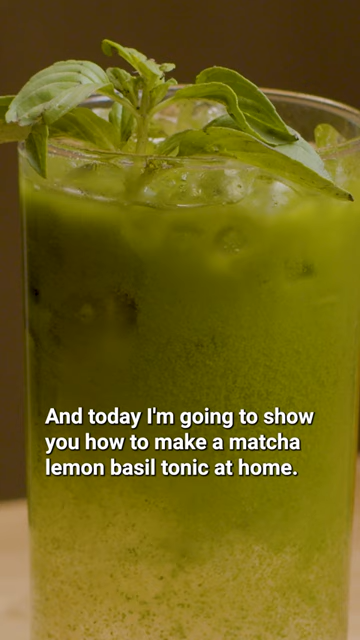 And today I'm going to show
you how to make a matcha
lemon basil tonic at home.